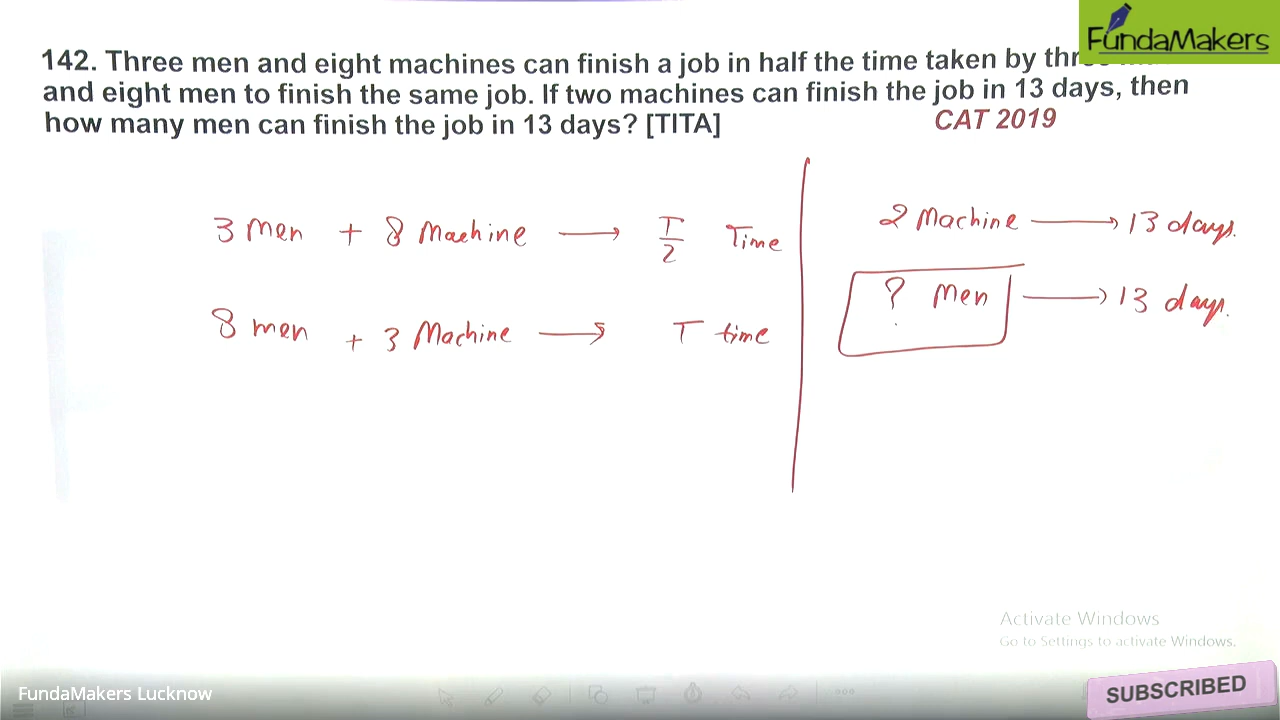 FundaMakers
142. Three men and eight machines can finish a job in half the time taken by
and eight men to finish the same job. If two machines can finish the job in 13 days, then
how many men can finish the job in 13 days? [TITA]
CAT 2019
3 men + 8 Machine → T/2 Time
2 Machine → 13 days.
? Men → 13 days.
8 men + 3 Machine → T time
Activate Windows
Go to Settings to activate Windows.
FundaMakers Lucknow
SUBSCRIBED